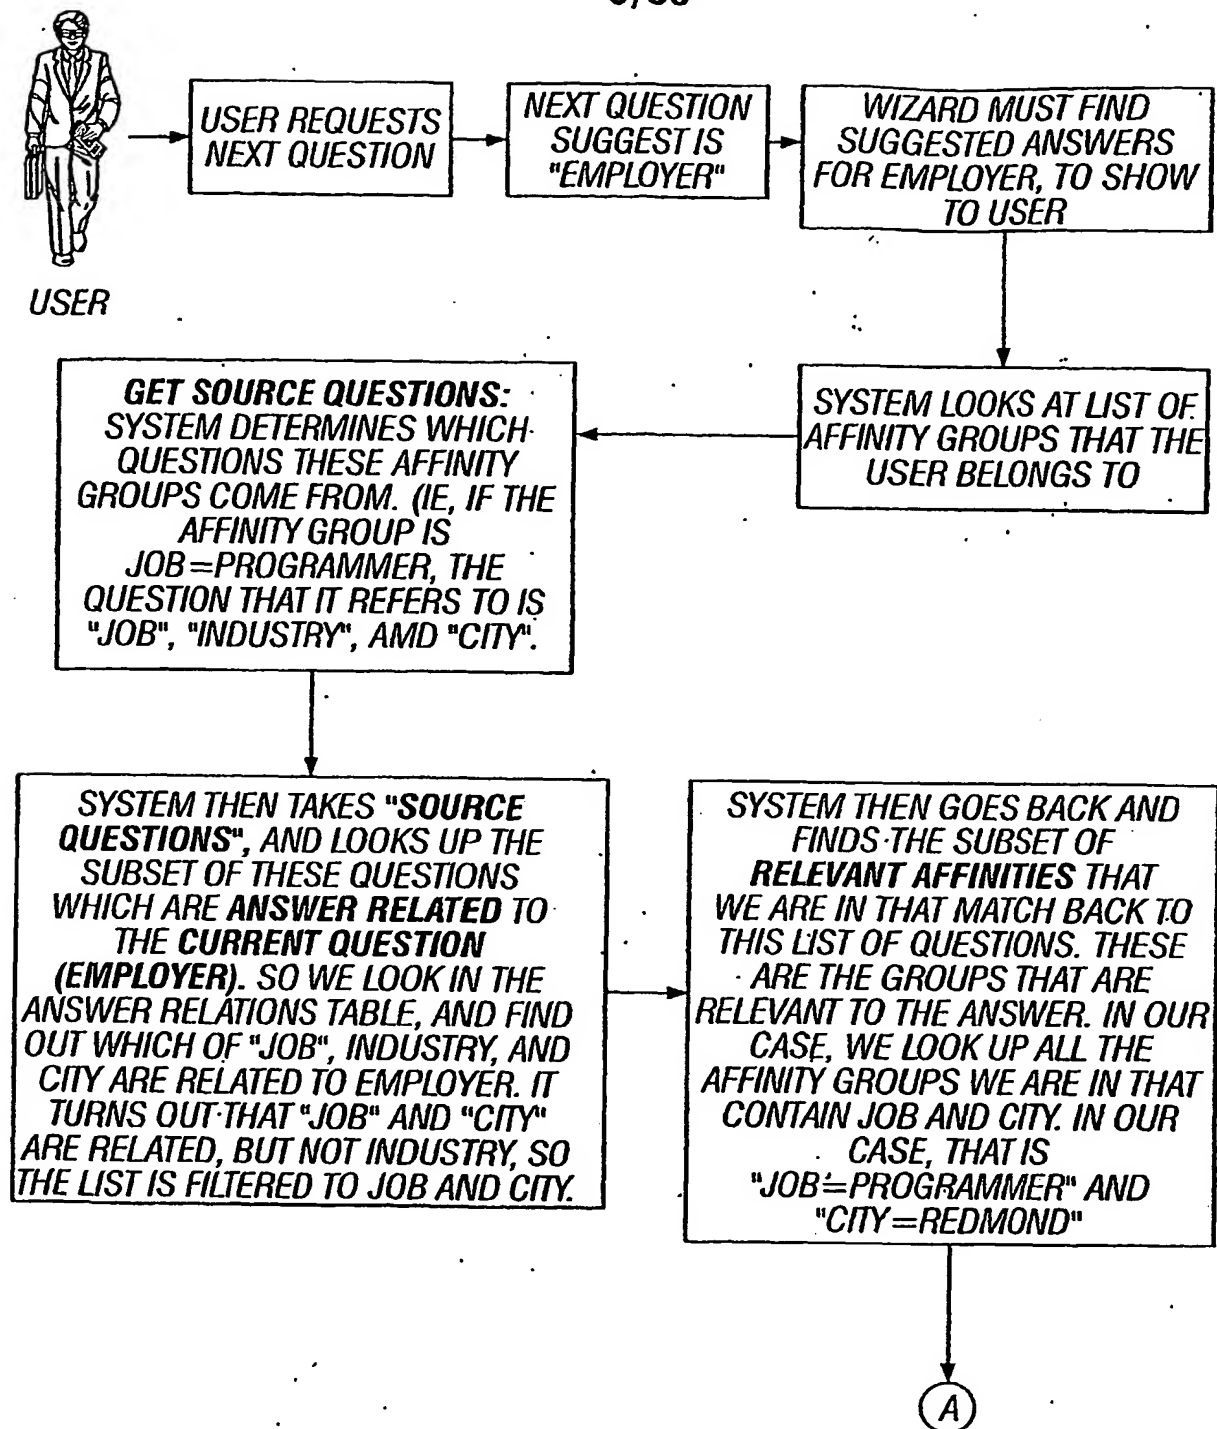 USER REQUESTS
NEXT QUESTION
NEXT QUESTION
SUGGEST IS
"EMPLOYER"
WIZARD MUST FIND
SUGGESTED ANSWERS
FOR EMPLOYER, TO SHOW
TO USER
USER
SYSTEM LOOKS AT LIST OF
AFFINITY GROUPS THAT THE
USER BELONGS TO
GET SOURCE QUESTIONS:
SYSTEM DETERMINES WHICH
QUESTIONS THESE AFFINITY
GROUPS COME FROM. (IE, IF THE
AFFINITY GROUP IS
JOB=PROGRAMMER, THE
QUESTION THAT IT REFERS TO IS
"JOB", "INDUSTRY", AMD "CITY".
SYSTEM THEN TAKES "SOURCE
QUESTIONS", AND LOOKS UP THE
SUBSET OF THESE QUESTIONS
WHICH ARE ANSWER RELATED TO
THE CURRENT QUESTION
(EMPLOYER). SO WE LOOK IN THE
ANSWER RELATIONS TABLE, AND FIND
OUT WHICH OF "JOB", INDUSTRY, AND
CITY ARE RELATED TO EMPLOYER. IT
TURNS OUT THAT "JOB" AND "CITY"
ARE RELATED, BUT NOT INDUSTRY, SO
THE LIST IS FILTERED TO JOB AND CITY.
SYSTEM THEN GOES BACK AND
FINDS THE SUBSET OF
RELEVANT AFFINITIES THAT
WE ARE IN THAT MATCH BACK TO
THIS LIST OF QUESTIONS. THESE
ARE THE GROUPS THAT ARE
RELEVANT TO THE ANSWER. IN OUR
CASE, WE LOOK UP ALL THE
AFFINITY GROUPS WE ARE IN THAT
CONTAIN JOB AND CITY. IN OUR
CASE, THAT IS
"JOB=PROGRAMMER" AND
"CITY=REDMOND"
A